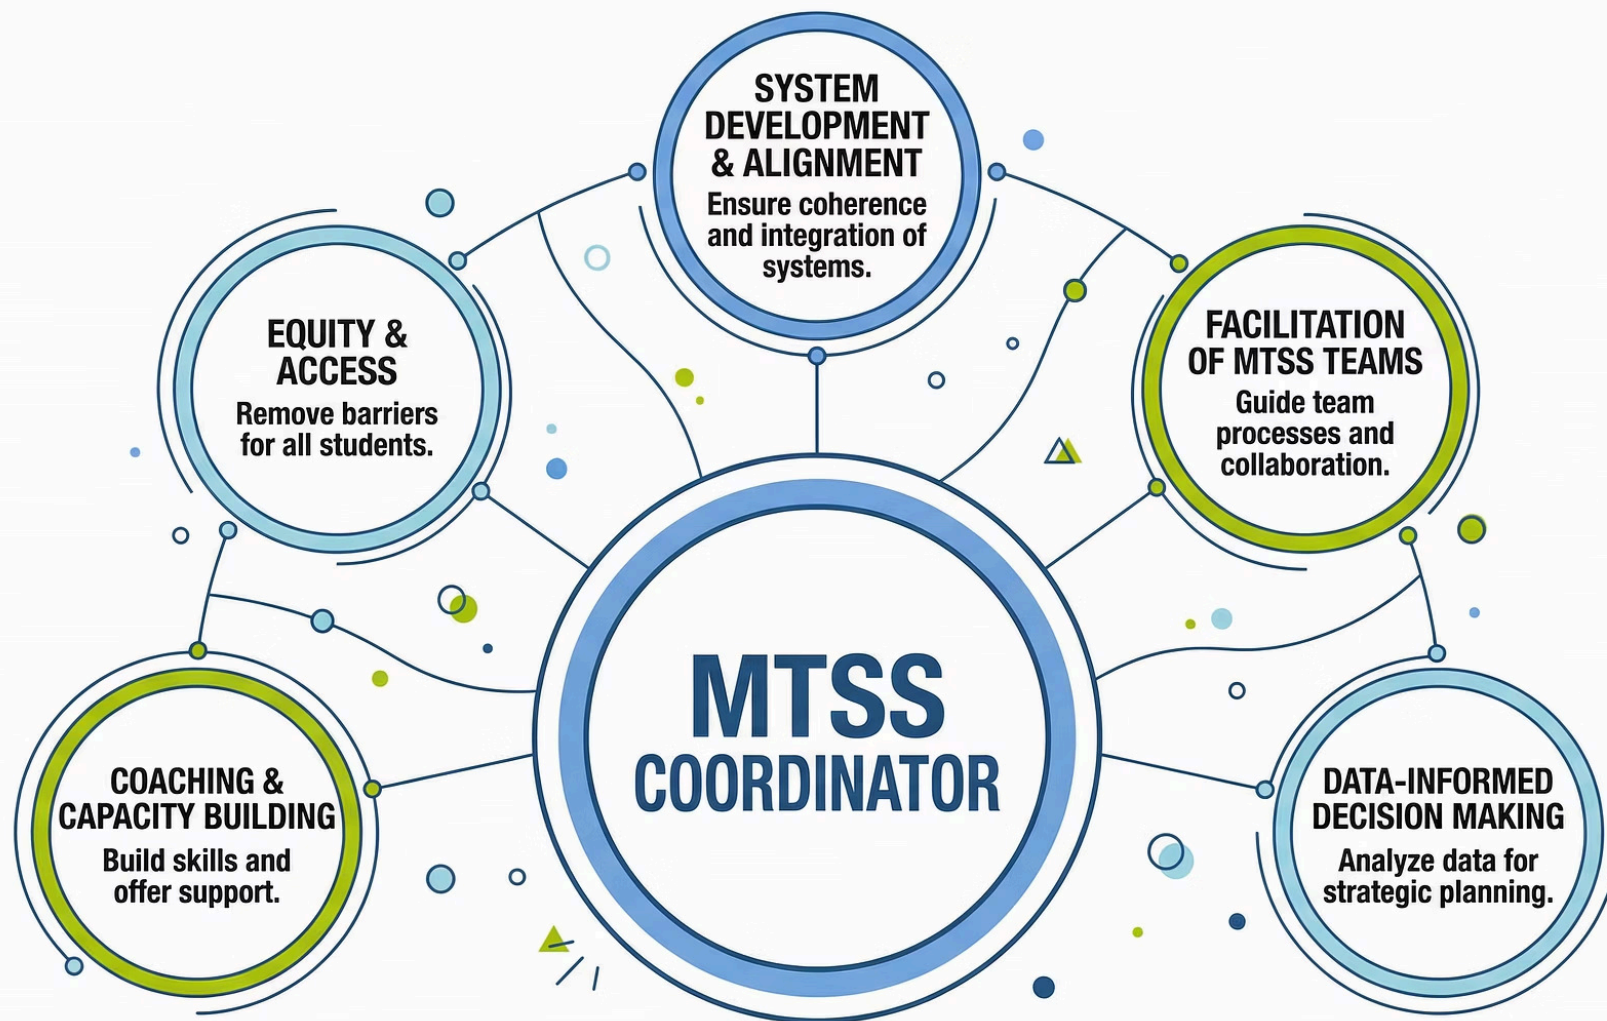 SYSTEM
DEVELOPMENT
& ALIGNMENT
Ensure coherence
and integration of
systems.
EQUITY &
ACCESS
Remove barriers
for all students.
FACILITATION
OF MTSS TEAMS
Guide team
processes and
collaboration.
MTSS
COORDINATOR
COACHING &
CAPACITY BUILDING
Build skills and
offer support.
DATA-INFORMED
DECISION MAKING
Analyze data for
strategic planning.